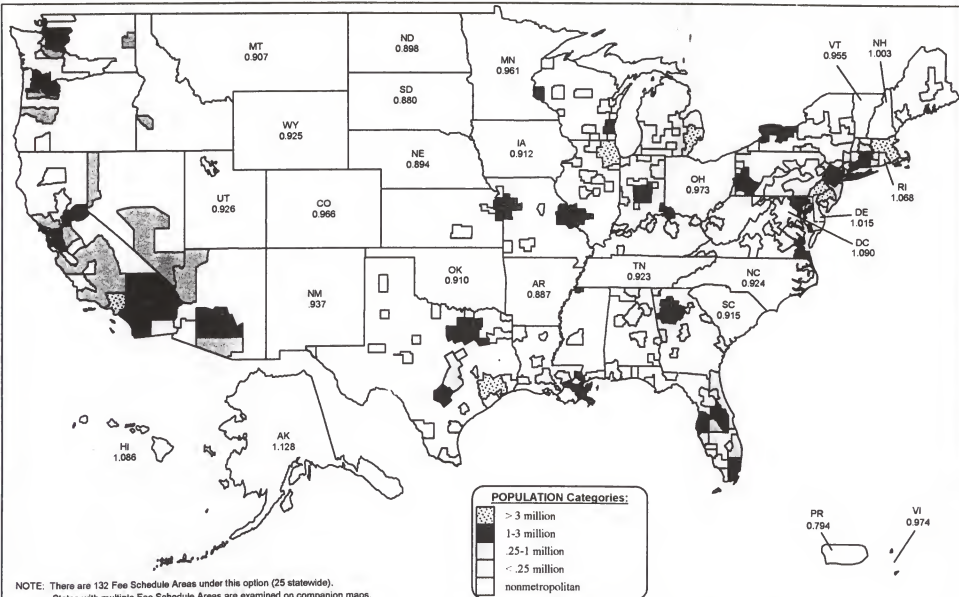 MT
0.907
ND
0.898
MN
0.961
VT
0.955
NH
1.003
SD
0.880
WY
0.925
IA
0.912
NE
0.894
OH
0.973
RI
1.068
UT
0.926
CO
0.966
DE
1.015
DC
1.090
TN
0.923
NC
0.924
OK
0.910
AR
0.887
NM
.937
SC
0.915
AK
1.128
HI
1.086
PR
0.794
VI
0.974
POPULATION Categories:
> 3 million
1-3 million
.25-1 million
< .25 million
nonmetropolitan
NOTE: There are 132 Fee Schedule Areas under this option (25 statewide).
States with multiple Fee Schedule Areas are examined on companion maps.